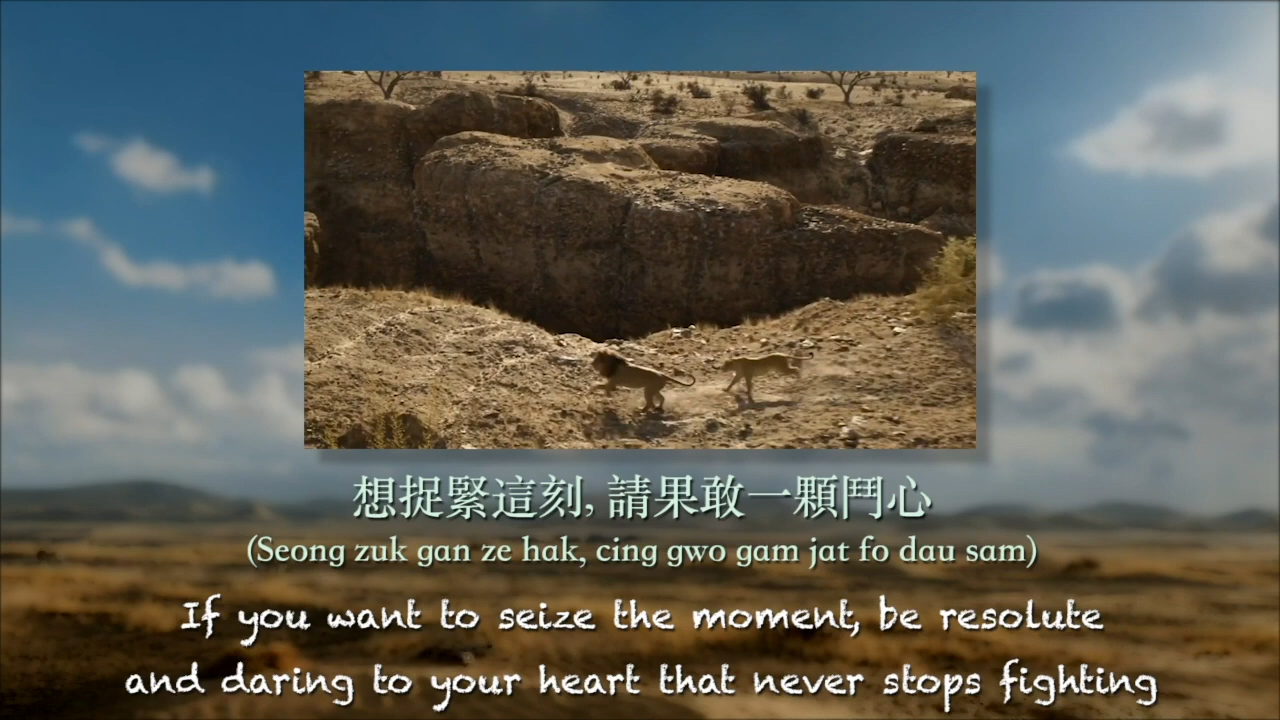 想捉緊這刻, 請果敢一顆鬥心
(Seong zuk gan ze hak, cing gwo gam jat fo dau sam)
If you want to seize the moment, be resolute
and daring to your heart that never stops fighting